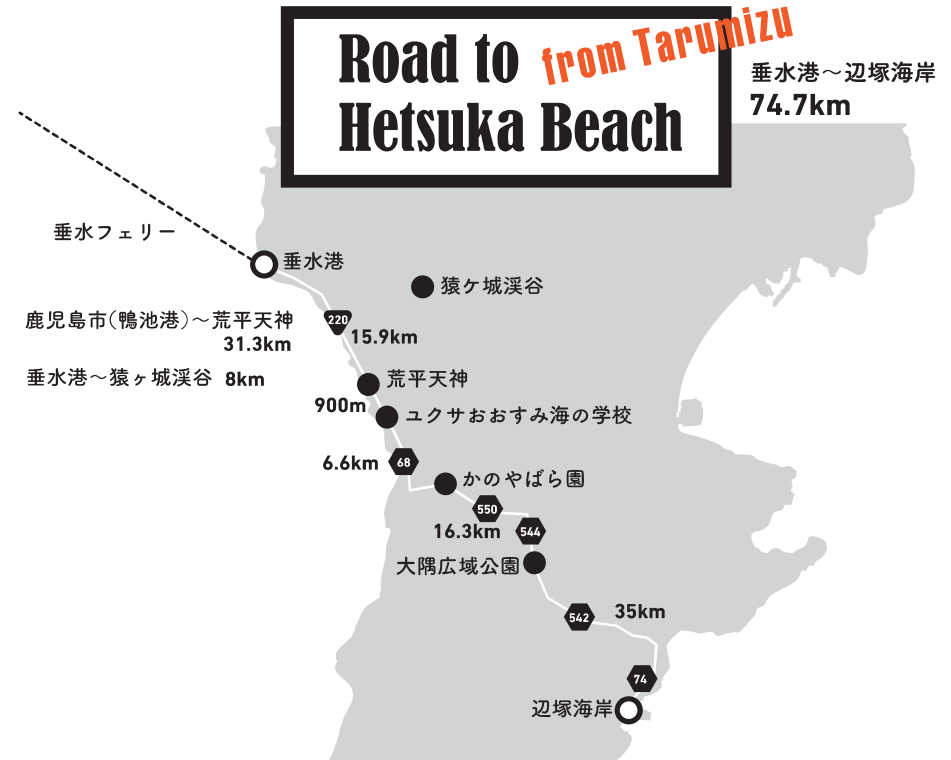 Road to
from Tarumizu
Hetsuka Beach
垂水港〜辺塚海岸
74.7km
垂水フェリー
垂水港
猿ケ城渓谷
鹿児島市(鴨池港)〜荒平天神
31.3km
220
15.9km
垂水港〜猿ヶ城渓谷 8km
荒平天神
900m
ユクサおおすみ海の学校
6.6km
68
かのやばら園
550
16.3km
544
大隅広域公園
542
35km
74
辺塚海岸